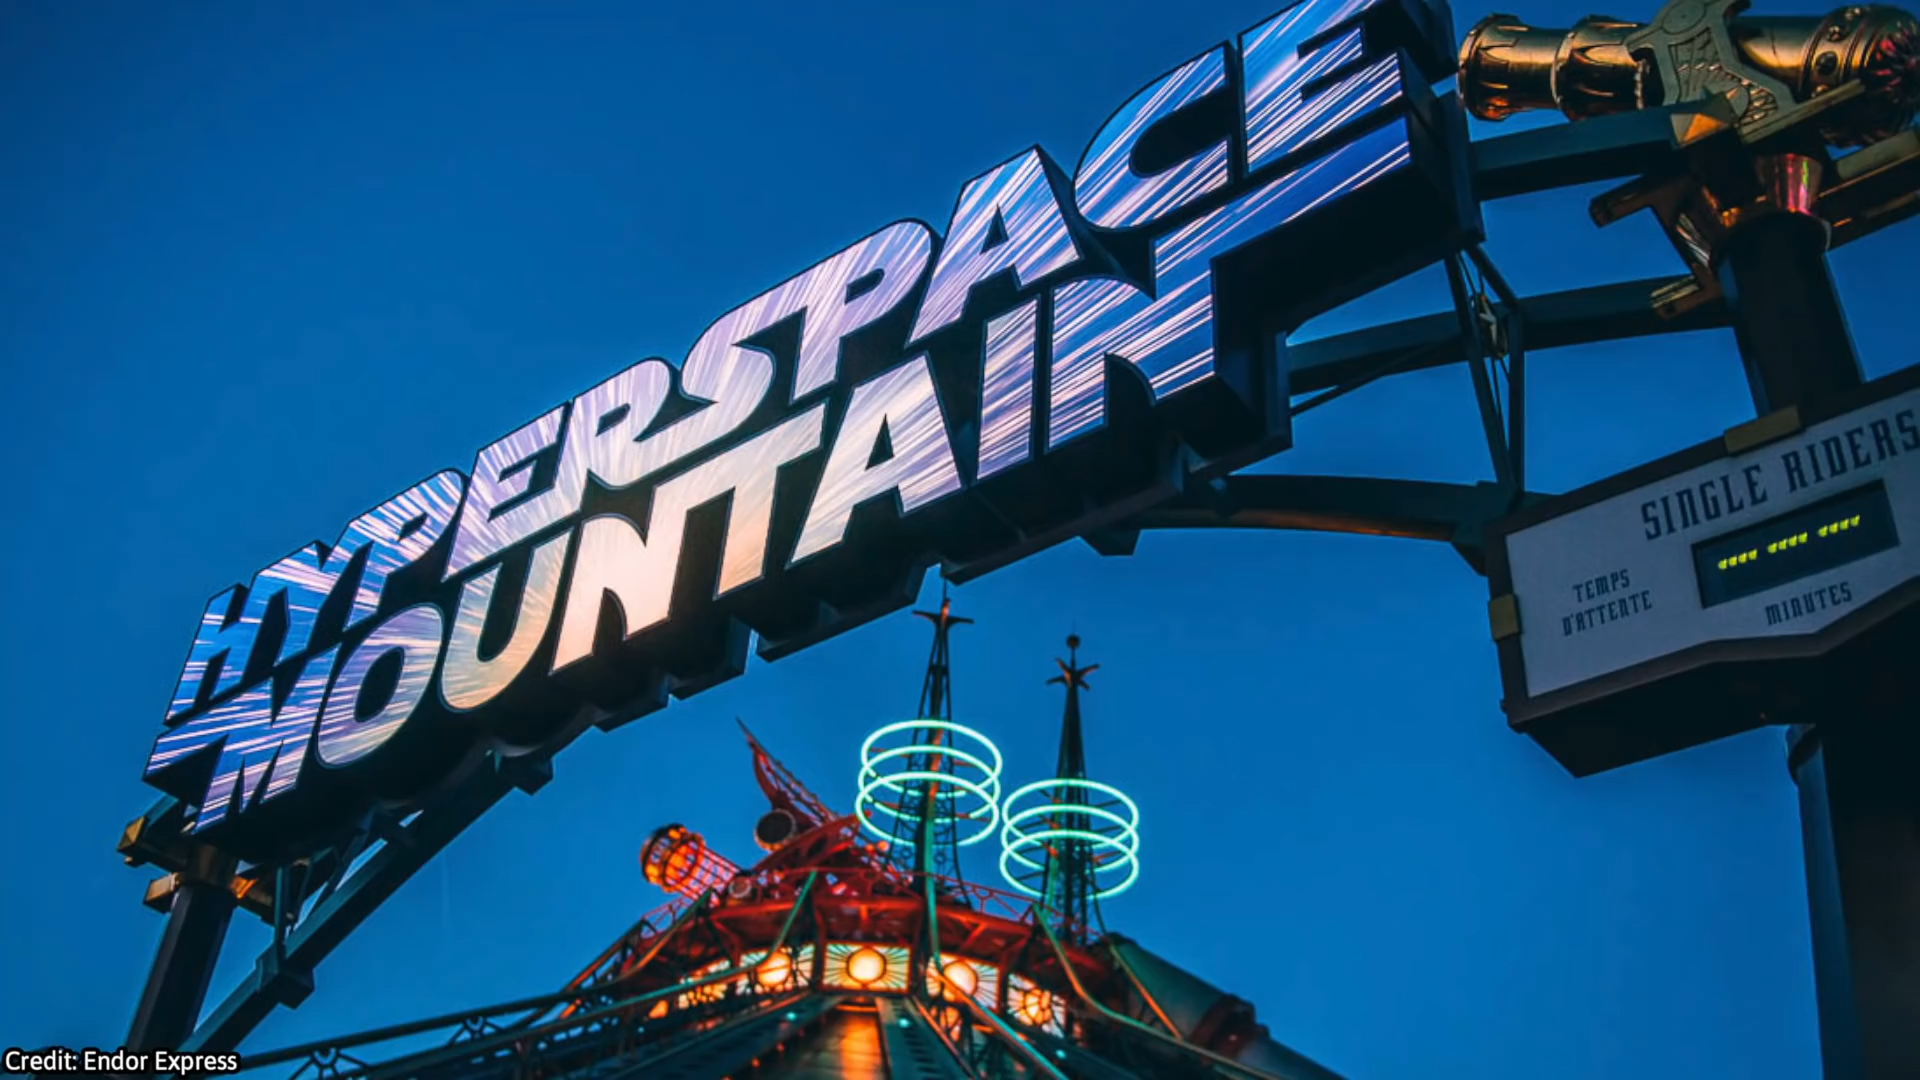 HYPERSPACE
MOUNTAIN
SINGLE RIDERS
TEMPS
D'ATTENTE
MINUTES
Credit: Endor Express